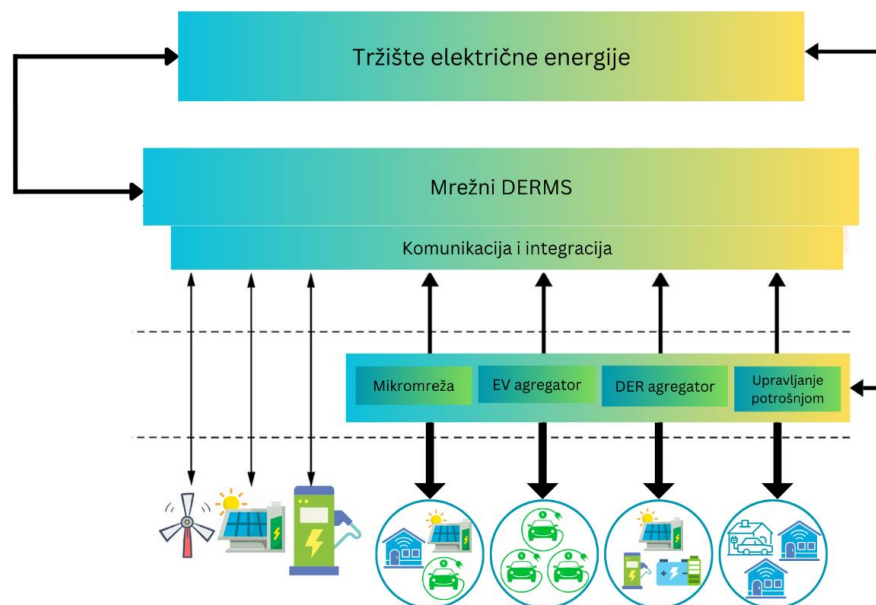 Tržište električne energije
Mrežni DERMS
Komunikacija i integracija
Mikromreža
EV agregator
DER agregator
Upravljanje
potrošnjom